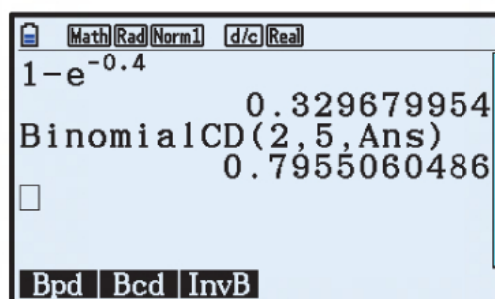 Math Rad Norm1 d/c Real
1-e^-0.4
0.329679954
BinomialCD(2,5,Ans)
0.7955060486
Bpd Bcd InvB